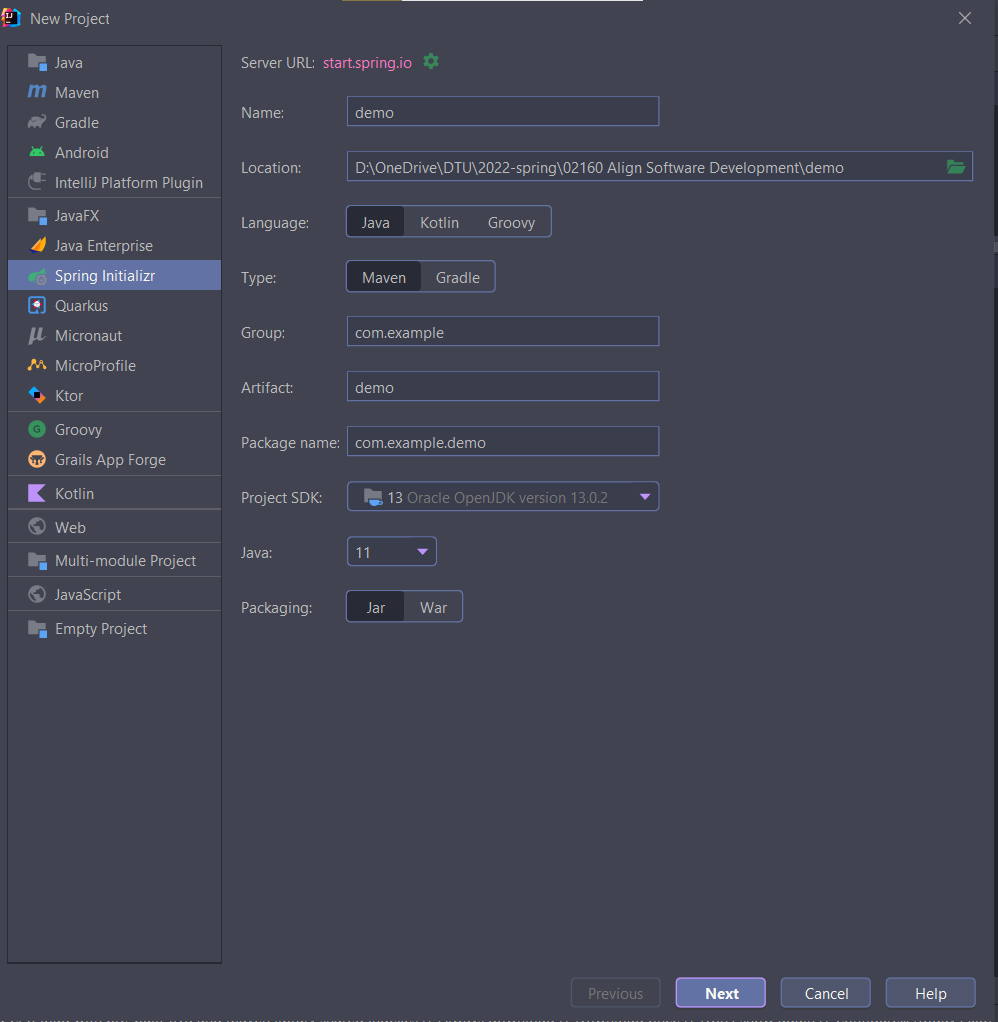 New Project
Java
Maven
Gradle
Android
IntelliJ Platform Plugin
JavaFX
Java Enterprise
Spring Initializr
Quarkus
Micronaut
MicroProfile
Ktor
Groovy
Grails App Forge
Kotlin
Web
Multi-module Project
JavaScript
Empty Project
Server URL: start.spring.io
Name: demo
Location: D:\OneDrive\DTU\2022-spring\02160 Align Software Development\demo
Language: Java Kotlin Groovy
Type: Maven Gradle
Group: com.example
Artifact: demo
Package name: com.example.demo
Project SDK: 13 Oracle OpenJDK version 13.0.2
Java: 11
Packaging: Jar War
Previous Next Cancel Help